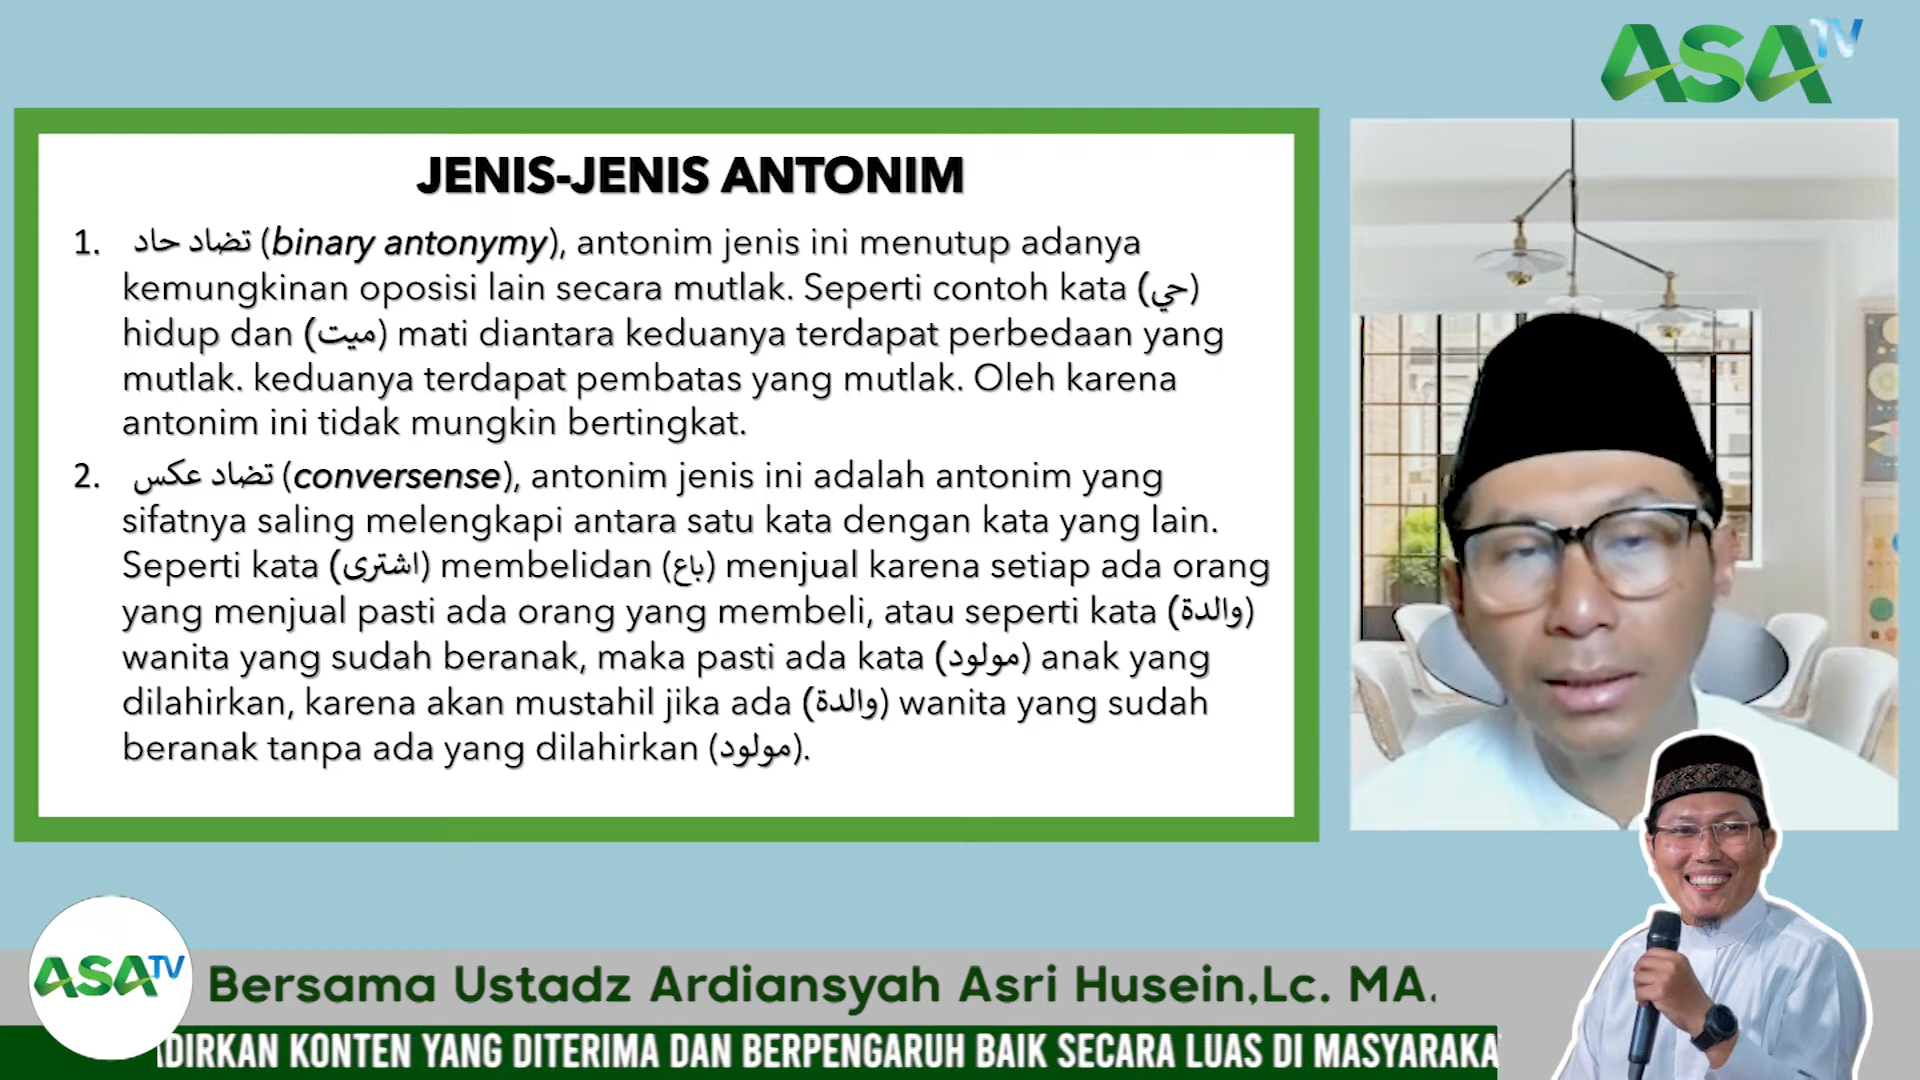 ASA TV
JENIS-JENIS ANTONIM
1. تضاد حاد (binary antonymy), antonim jenis ini menutup adanya
kemungkinan oposisi lain secara mutlak. Seperti contoh kata (حي)
hidup dan (ميت) mati diantara keduanya terdapat perbedaan yang
mutlak. keduanya terdapat pembatas yang mutlak. Oleh karena
antonim ini tidak mungkin bertingkat.
2. تضاد عكس (conversense), antonim jenis ini adalah antonim yang
sifatnya saling melengkapi antara satu kata dengan kata yang lain.
Seperti kata (اشترى) membelidan (باع) menjual karena setiap ada orang
yang menjual pasti ada orang yang membeli, atau seperti kata (والدة)
wanita yang sudah beranak, maka pasti ada kata (مولود) anak yang
dilahirkan, karena akan mustahil jika ada (والدة) wanita yang sudah
beranak tanpa ada yang dilahirkan (مولود).
ASA TV
Bersama Ustadz Ardiansyah Asri Husein,Lc. MA.
DIRKAN KONTEN YANG DITERIMA DAN BERPENGARUH BAIK SECARA LUAS DI MASYARAKA